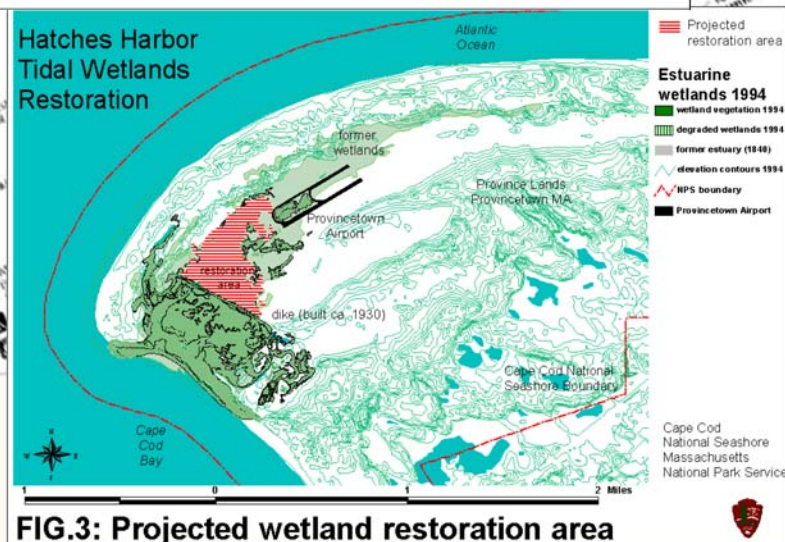 Hatches Harbor
Tidal Wetlands
Restoration
Atlantic
Ocean
former
wetlands
Province Lands
Provincetown MA
Provincetown
Airport
restoration
area
dike (built ca. 1930)
Cape Cod National
Seashore Boundary
Cape
Cod
Bay
N
W
E
S
1
0
1
2 Miles
Projected
restoration area
Estuarine
wetlands 1994
wetland vegetation 1994
degraded wetlands 1994
former estuary (1840)
elevation contours 1994
NPS boundary
Provincetown Airport
Cape Cod
National Seashore
Massachusetts
National Park Service
FIG.3: Projected wetland restoration area